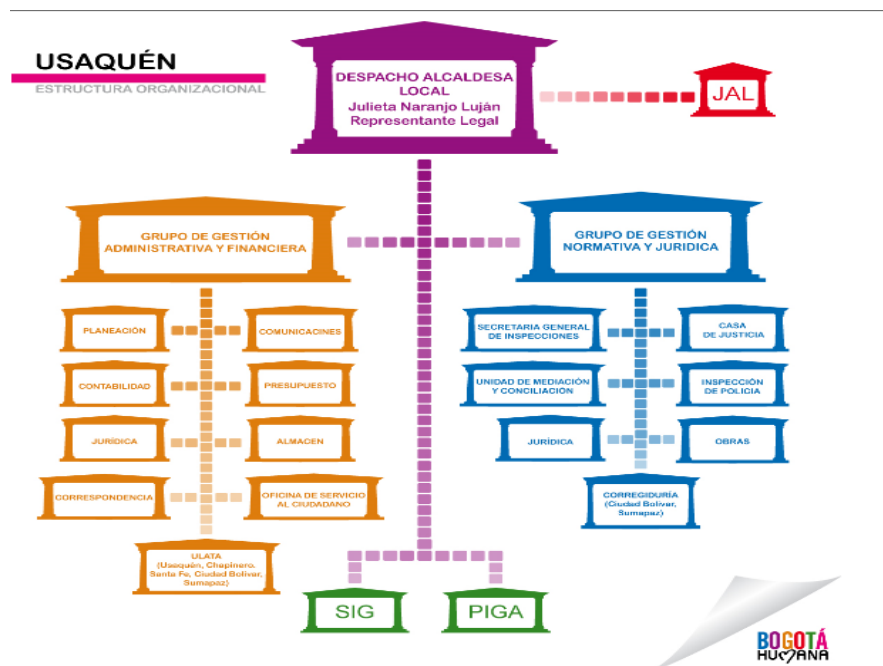 USAQUÉN
ESTRUCTURA ORGANIZACIONAL
DESPACHO ALCALDESA
LOCAL
Julieta Naranjo Luján
Representante Legal
JAL
GRUPO DE GESTIÓN
ADMINISTRATIVA Y FINANCIERA
GRUPO DE GESTIÓN
NORMATIVA Y JURIDICA
PLANEACIÓN
COMUNICACINES
CONTABILIDAD
PRESUPUESTO
JURÍDICA
ALMACEN
CORRESPONDENCIA
OFICINA DE SERVICIO
AL CIUDADANO
ULATA
(Usaquén, Chapinero,
Santa Fe, Ciudad Bolívar,
Sumapaz)
SECRETARIA GENERAL
DE INSPECCIONES
CASA
DE JUSTICIA
UNIDAD DE MEDIACIÓN
Y CONCILIACIÓN
INSPECCIÓN
DE POLICIA
JURÍDICA
OBRAS
CORREGIDURÍA
(Ciudad Bolívar,
Sumapaz)
SIG
PIGA
BOGOTÁ
HUMANA